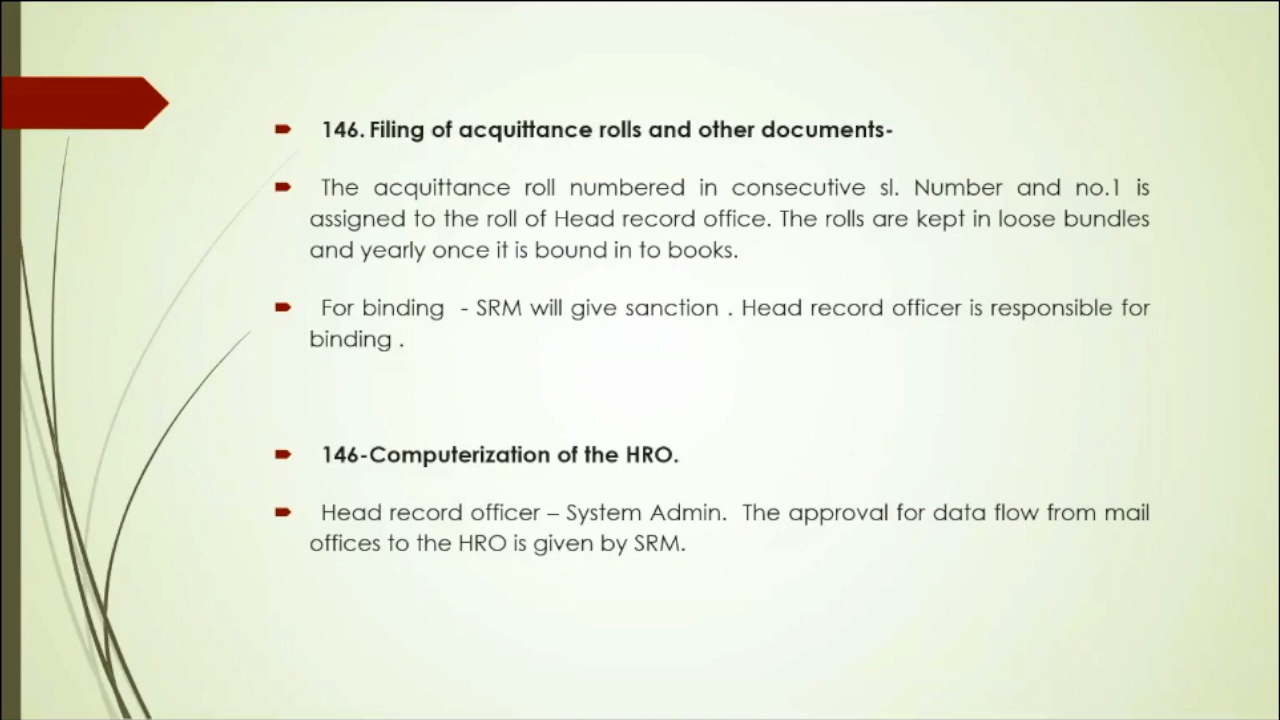 146. Filing of acquittance rolls and other documents-
The acquittance roll numbered in consecutive sl. Number and no.1 is
assigned to the roll of Head record office. The rolls are kept in loose bundles
and yearly once it is bound in to books.
For binding - SRM will give sanction . Head record officer is responsible for
binding .
146-Computerization of the HRO.
Head record officer – System Admin. The approval for data flow from mail
offices to the HRO is given by SRM.